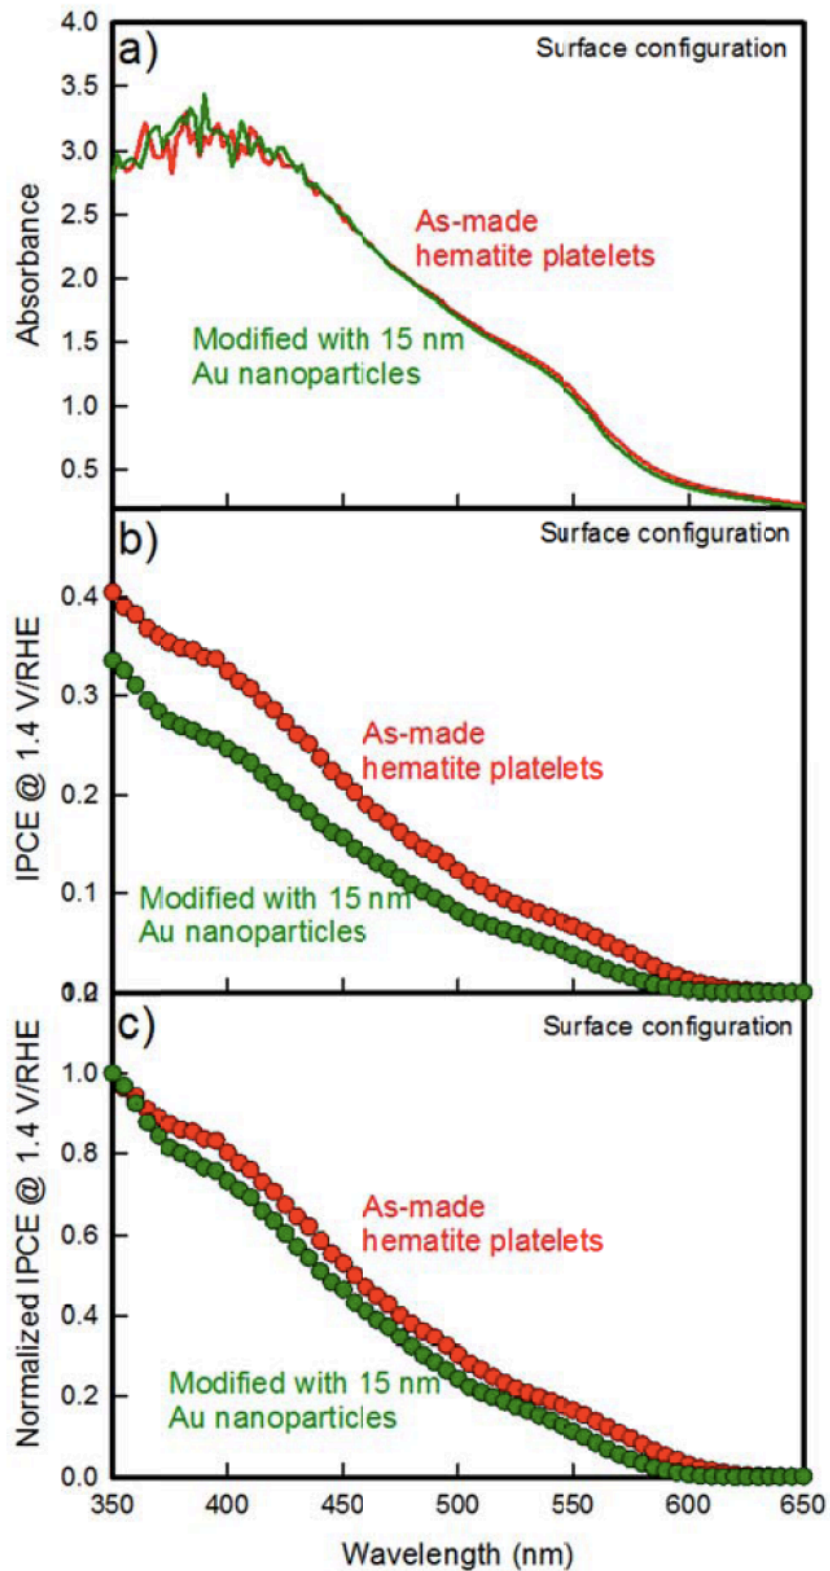 4.0
a)
Surface configuration
3.5
3.0
As-made
hematite platelets
2.5
Absorbance
2.0
Modified with 15 nm
Au nanoparticles
1.5
1.0
0.5
b)
Surface configuration
0.4
IPCE @ 1.4 V/RHE
0.3
As-made
hematite platelets
0.2
0.1
Modified with 15 nm
Au nanoparticles
c)
Surface configuration
1.0
Normalized IPCE @ 1.4 V/RHE
0.8
As-made
hematite platelets
0.6
0.4
Modified with 15 nm
Au nanoparticles
0.2
0.0
350 400 450 500 550 600 650
Wavelength (nm)